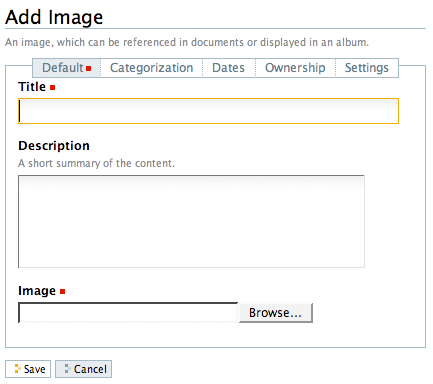 Add Image
An image, which can be referenced in documents or displayed in an album.
Default Categorization Dates Ownership Settings
Title
Description
A short summary of the content.
Image
Browse...
Save Cancel